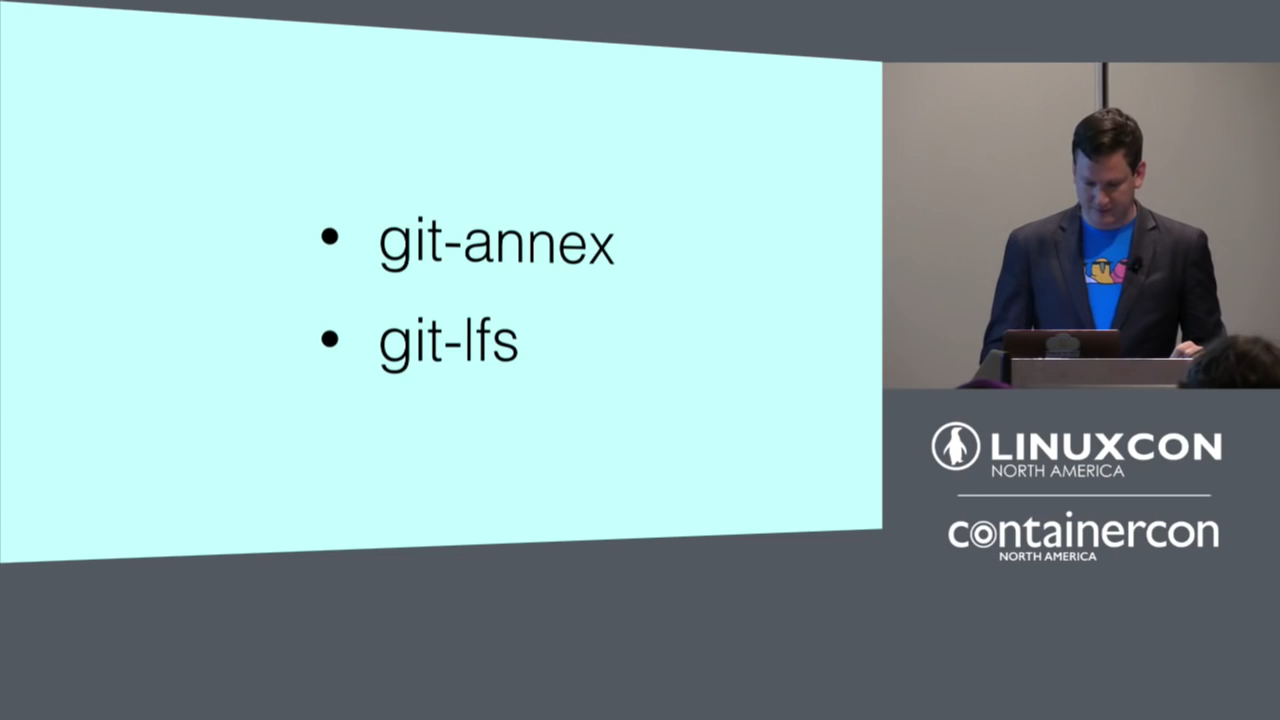 git-annex
git-lfs
LINUXCON
NORTH AMERICA
containercon
NORTH AMERICA